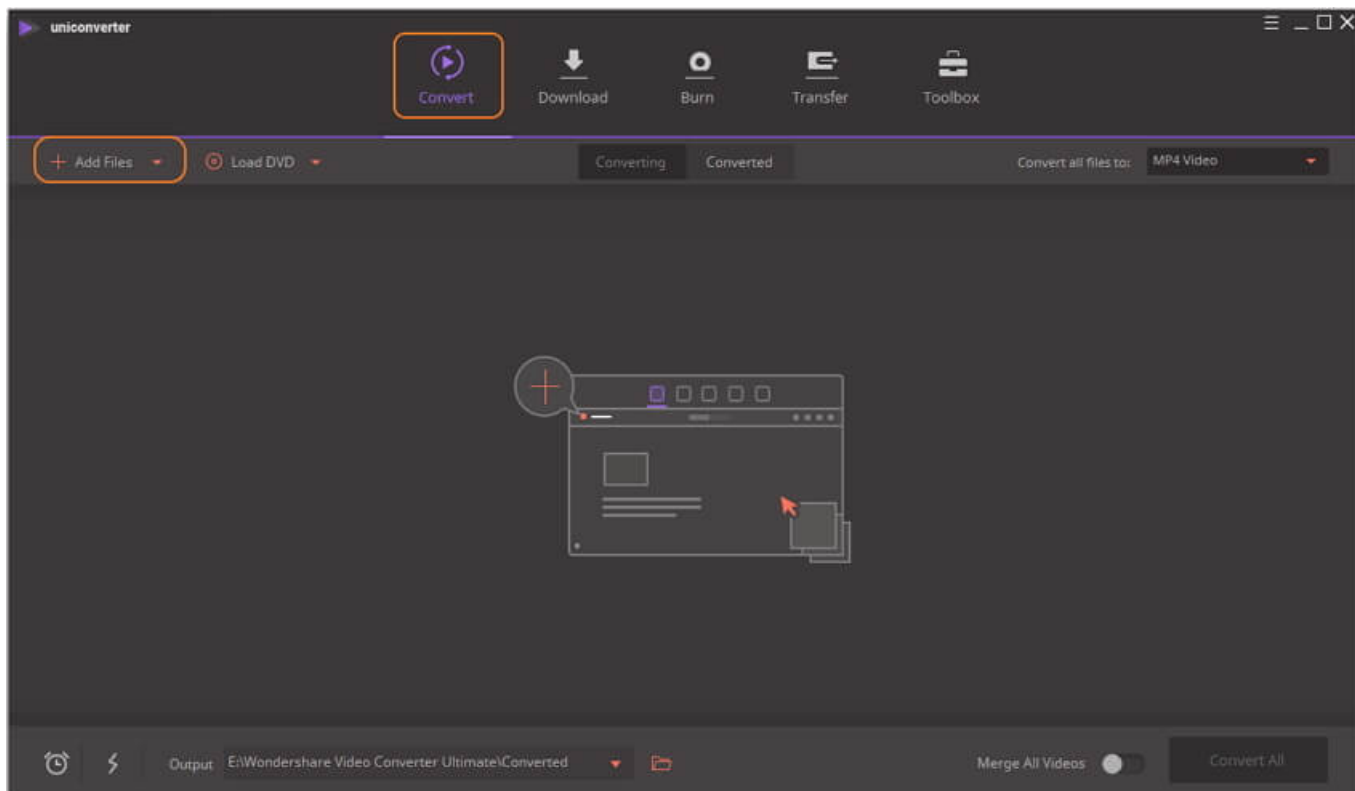 uniconverter
Convert
Download
Burn
Transfer
Toolbox
Add Files
Load DVD
Converting
Converted
Convert all files to:
MP4 Video
Output
E:\Wondershare Video Converter Ultimate\Converted
Merge All Videos
Convert All